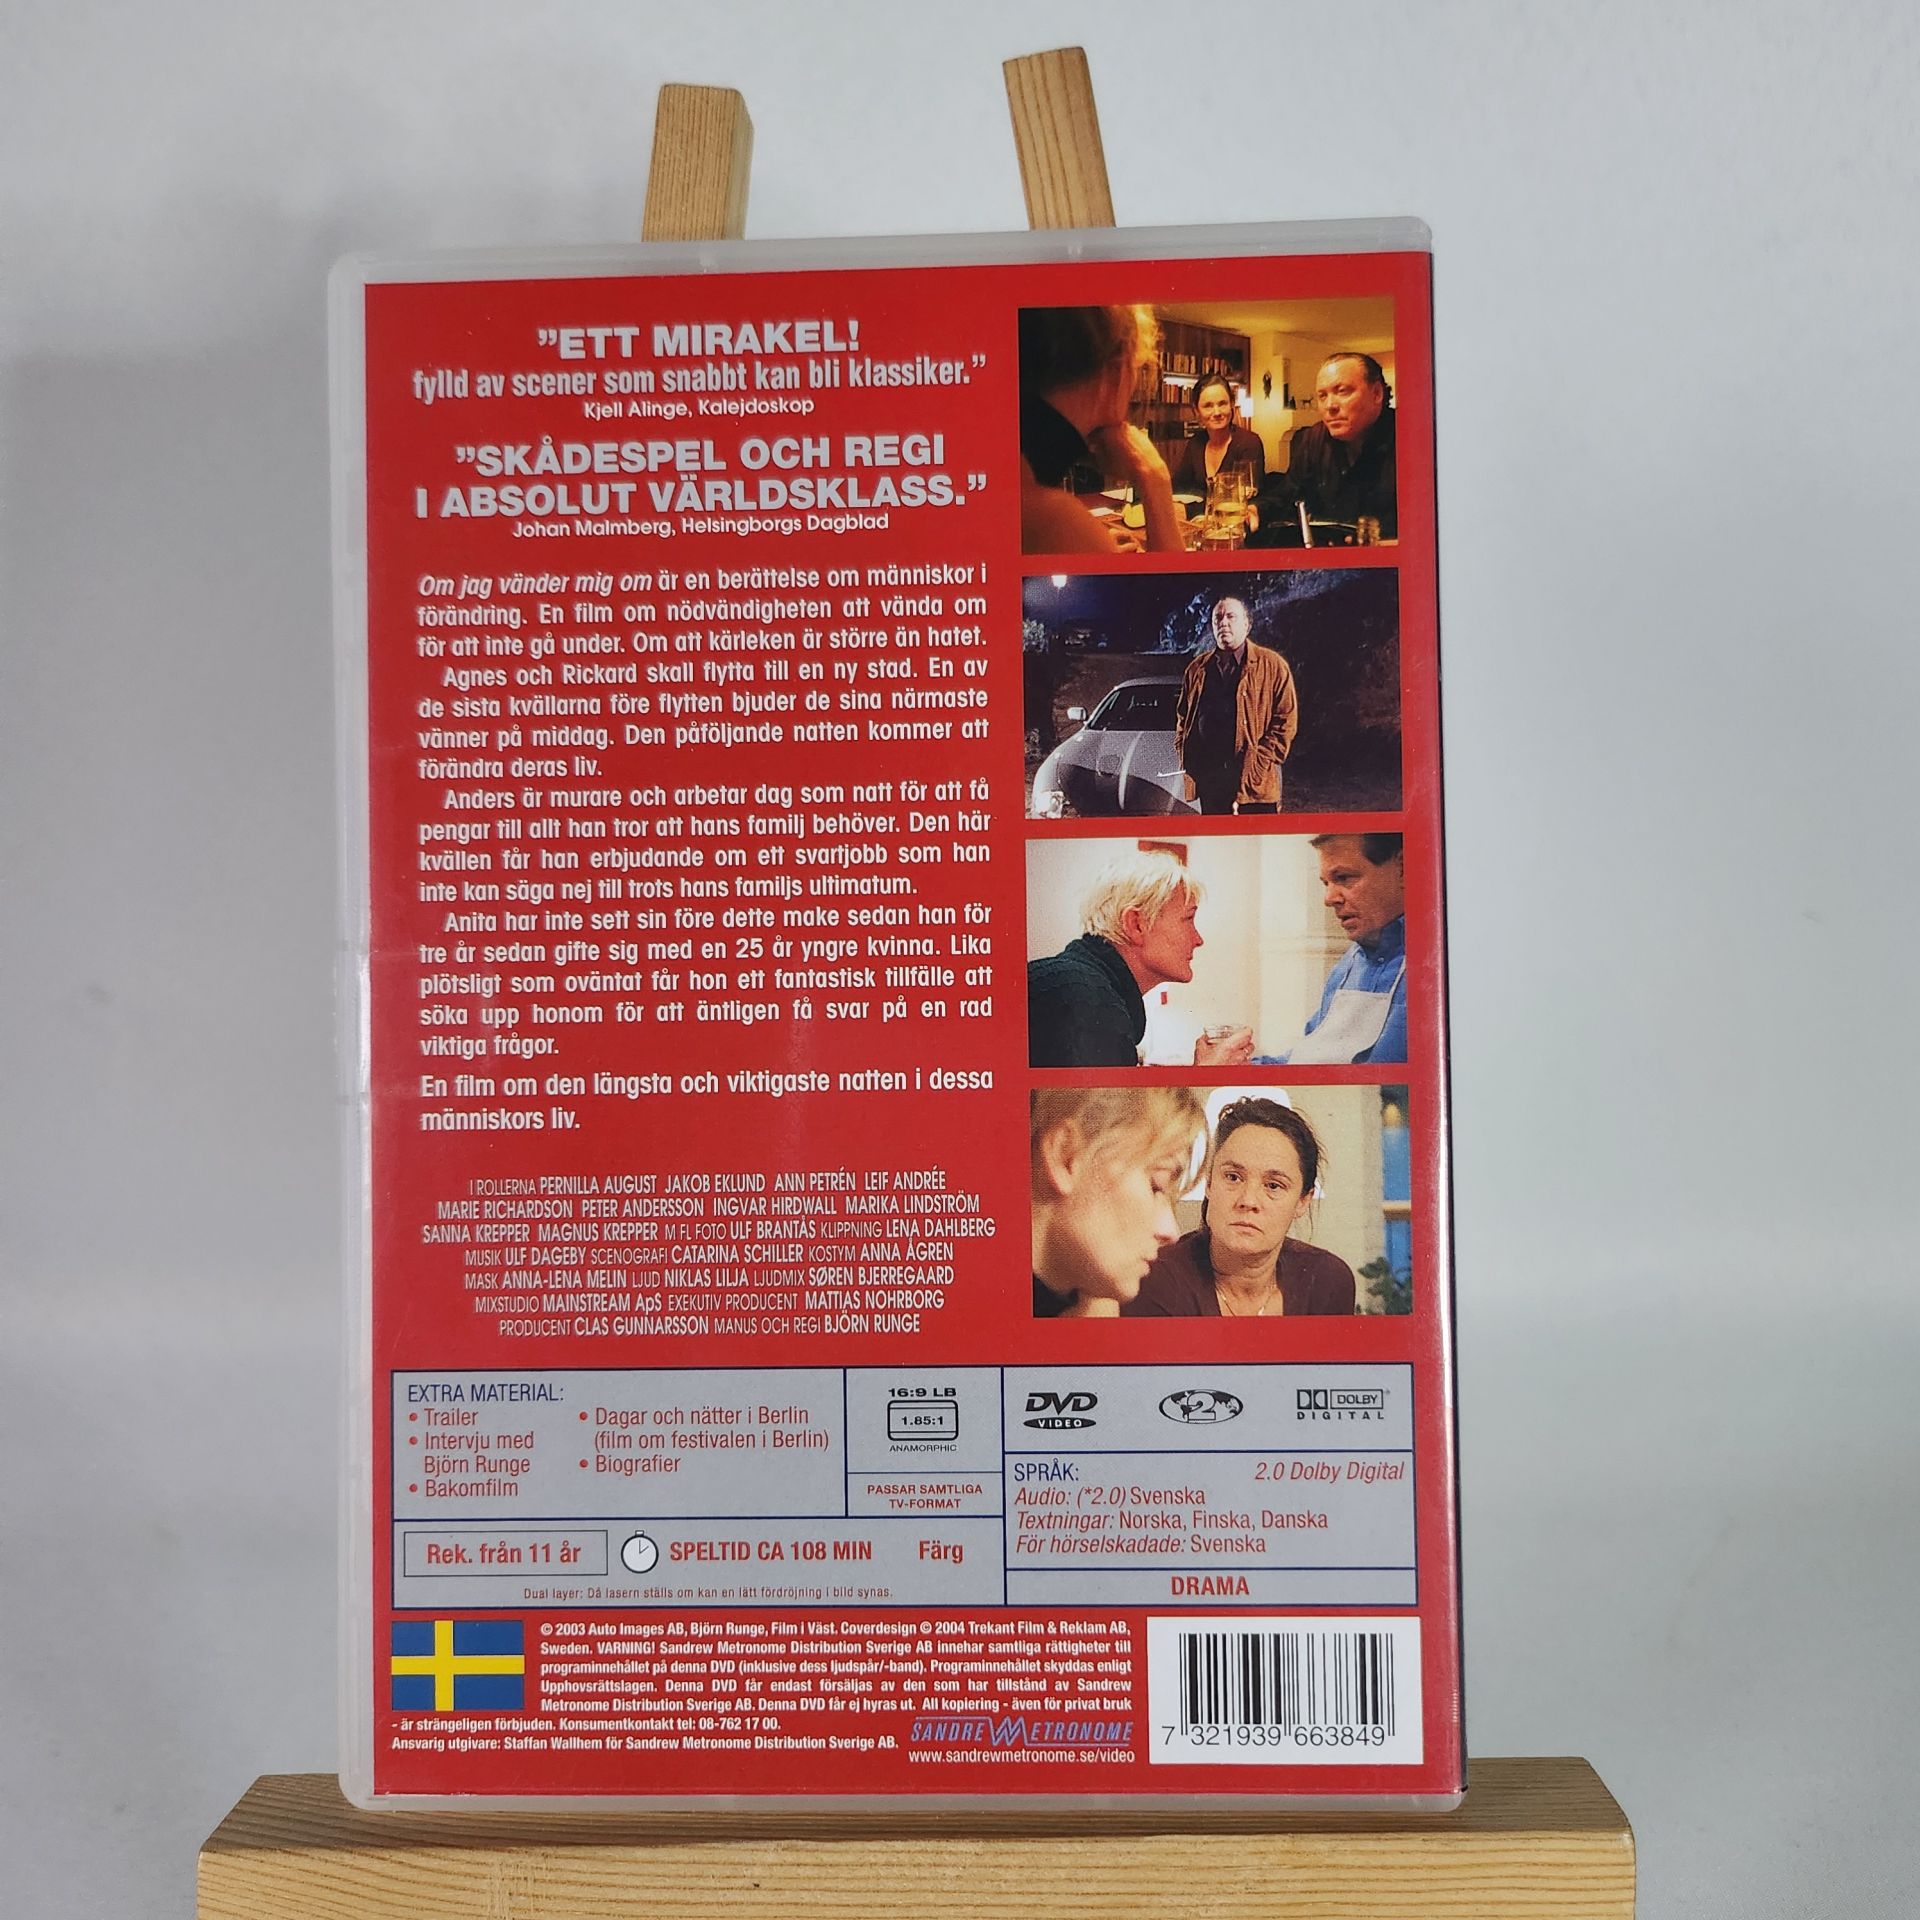 ”ETT MIRAKEL!
fylld av scener som snabbt kan bli klassiker.”
Kjell Alinge, Kalejdoskop
”SKÅDESPEL OCH REGI
I ABSOLUT VÄRLDSKLASS.”
Johan Malmberg, Helsingborgs Dagblad
Om jag vänder mig om är en berättelse om människor i
förändring. En film om nödvändigheten att vända om
för att inte gå under. Om att kärleken är större än hatet.
Agnes och Rickard skall flytta till en ny stad. En av
de sista kvällarna före flytten bjuder de sina närmaste
vänner på middag. Den påföljande natten kommer att
förändra deras liv.
Anders är murare och arbetar dag som natt för att få
pengar till allt han tror att hans familj behöver. Den här
kvällen får han erbjudande om ett svartjobb som han
inte kan säga nej till trots hans familjs ultimatum.
Anita har inte sett sin före dette make sedan han för
tre år sedan gifte sig med en 25 år yngre kvinna. Lika
plötsligt som oväntat får hon ett fantastisk tillfälle att
söka upp honom för att äntligen få svar på en rad
viktiga frågor.
En film om den längsta och viktigaste natten i dessa
människors liv.
I ROLLERNA PERNILLA AUGUST JAKOB EKLUND ANN PETRÉN LEIF ANDRÉE
MARIE RICHARDSON PETER ANDERSSON INGVAR HIRDWALL MARIKA LINDSTRÖM
SANNA KREPPER MAGNUS KREPPER M FL FOTO ULF BRANTÅS KLIPPNING LENA DAHLBERG
MUSIK ULF DAGEBY SCENOGRAFI CATARINA SCHILLER KOSTYM ANNA ÅGREN
MASK ANNA-LENA MELIN LJUD NIKLAS LILJA LJUDMIX SØREN BJERREGAARD
MIXSTUDIO MAINSTREAM ApS EXEKUTIV PRODUCENT MATTIAS NOHRBORG
PRODUCENT CLAS GUNNARSSON MANUS OCH REGI BJÖRN RUNGE
EXTRA MATERIAL:
• Trailer
• Intervju med
Björn Runge
• Bakomfilm
• Dagar och nätter i Berlin
(film om festivalen i Berlin)
• Biografier
16:9 LB
1.85:1
ANAMORPHIC
PASSAR SAMTLIGA
TV-FORMAT
DVD
VIDEO
2
DOLBY
DIGITAL
SPRÅK: 2.0 Dolby Digital
Audio: (*2.0) Svenska
Textningar: Norska, Finska, Danska
För hörselskadade: Svenska
DRAMA
Rek. från 11 år
SPELTID CA 108 MIN Färg
Dual layer: Då lasern ställs om kan en lätt fördröjning i bild synas.
© 2003 Auto Images AB, Björn Runge, Film i Väst. Coverdesign © 2004 Trekant Film & Reklam AB,
Sweden. VARNING! Sandrew Metronome Distribution Sverige AB innehar samtliga rättigheter till
programinnehållet på denna DVD (inklusive dess ljudspår/-band). Programinnehållet skyddas enligt
Upphovsrättslagen. Denna DVD får endast försäljas av den som har tillstånd av Sandrew
Metronome Distribution Sverige AB. Denna DVD får ej hyras ut. All kopiering - även för privat bruk
- är strängeligen förbjuden. Konsumentkontakt tel: 08-762 17 00.
Ansvarig utgivare: Staffan Wallhem för Sandrew Metronome Distribution Sverige AB.
SANDREW METRONOME
www.sandrewmetronome.se/video
7 321939 663849